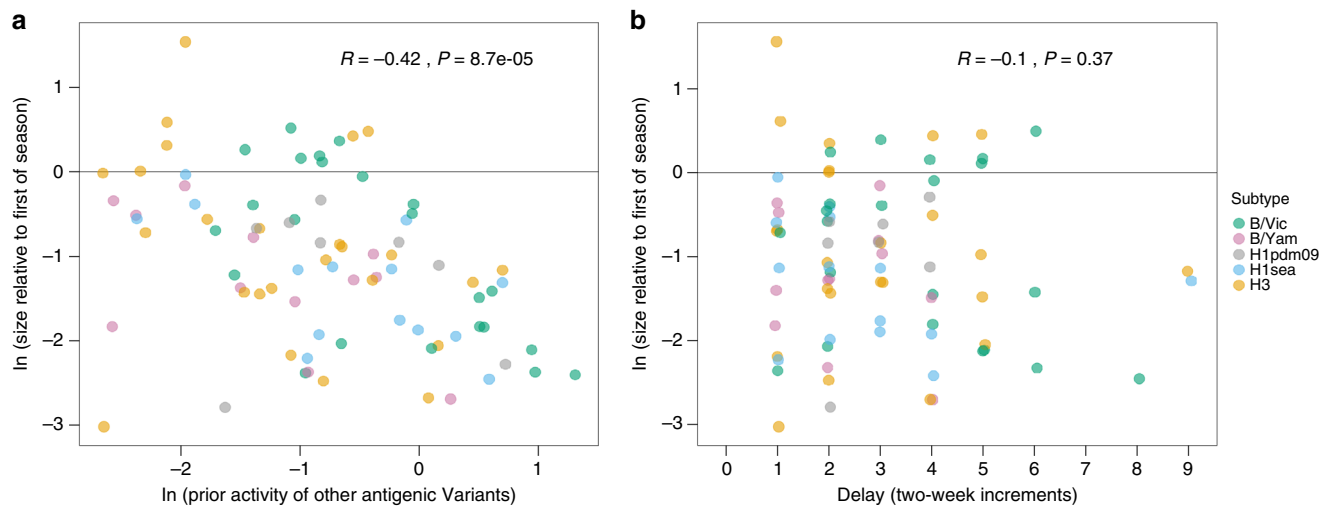 a
R = –0.42 , P = 8.7e-05
ln (size relative to first of season)
1
0
–1
–2
–3
–2
–1
0
1
ln (prior activity of other antigenic Variants)
b
R = –0.1 , P = 0.37
ln (size relative to first of season)
1
0
–1
–2
–3
0 1 2 3 4 5 6 7 8 9
Delay (two-week increments)
Subtype
B/Vic
B/Yam
H1pdm09
H1sea
H3